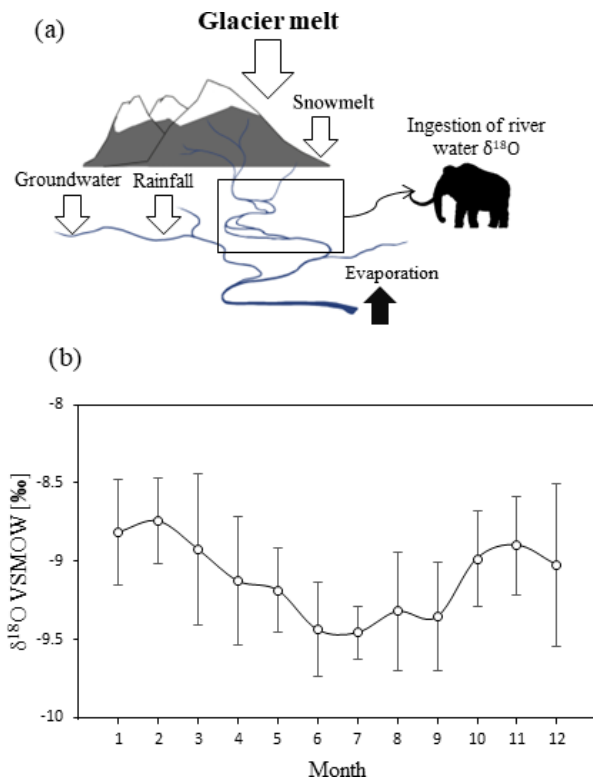 (a)
Glacier melt
Snowmelt
Ingestion of river
water δ¹⁸O
Groundwater
Rainfall
Evaporation
(b)
δ¹⁸O VSMOW [‰]
-8
-8.5
-9
-9.5
-10
1 2 3 4 5 6 7 8 9 10 11 12
Month